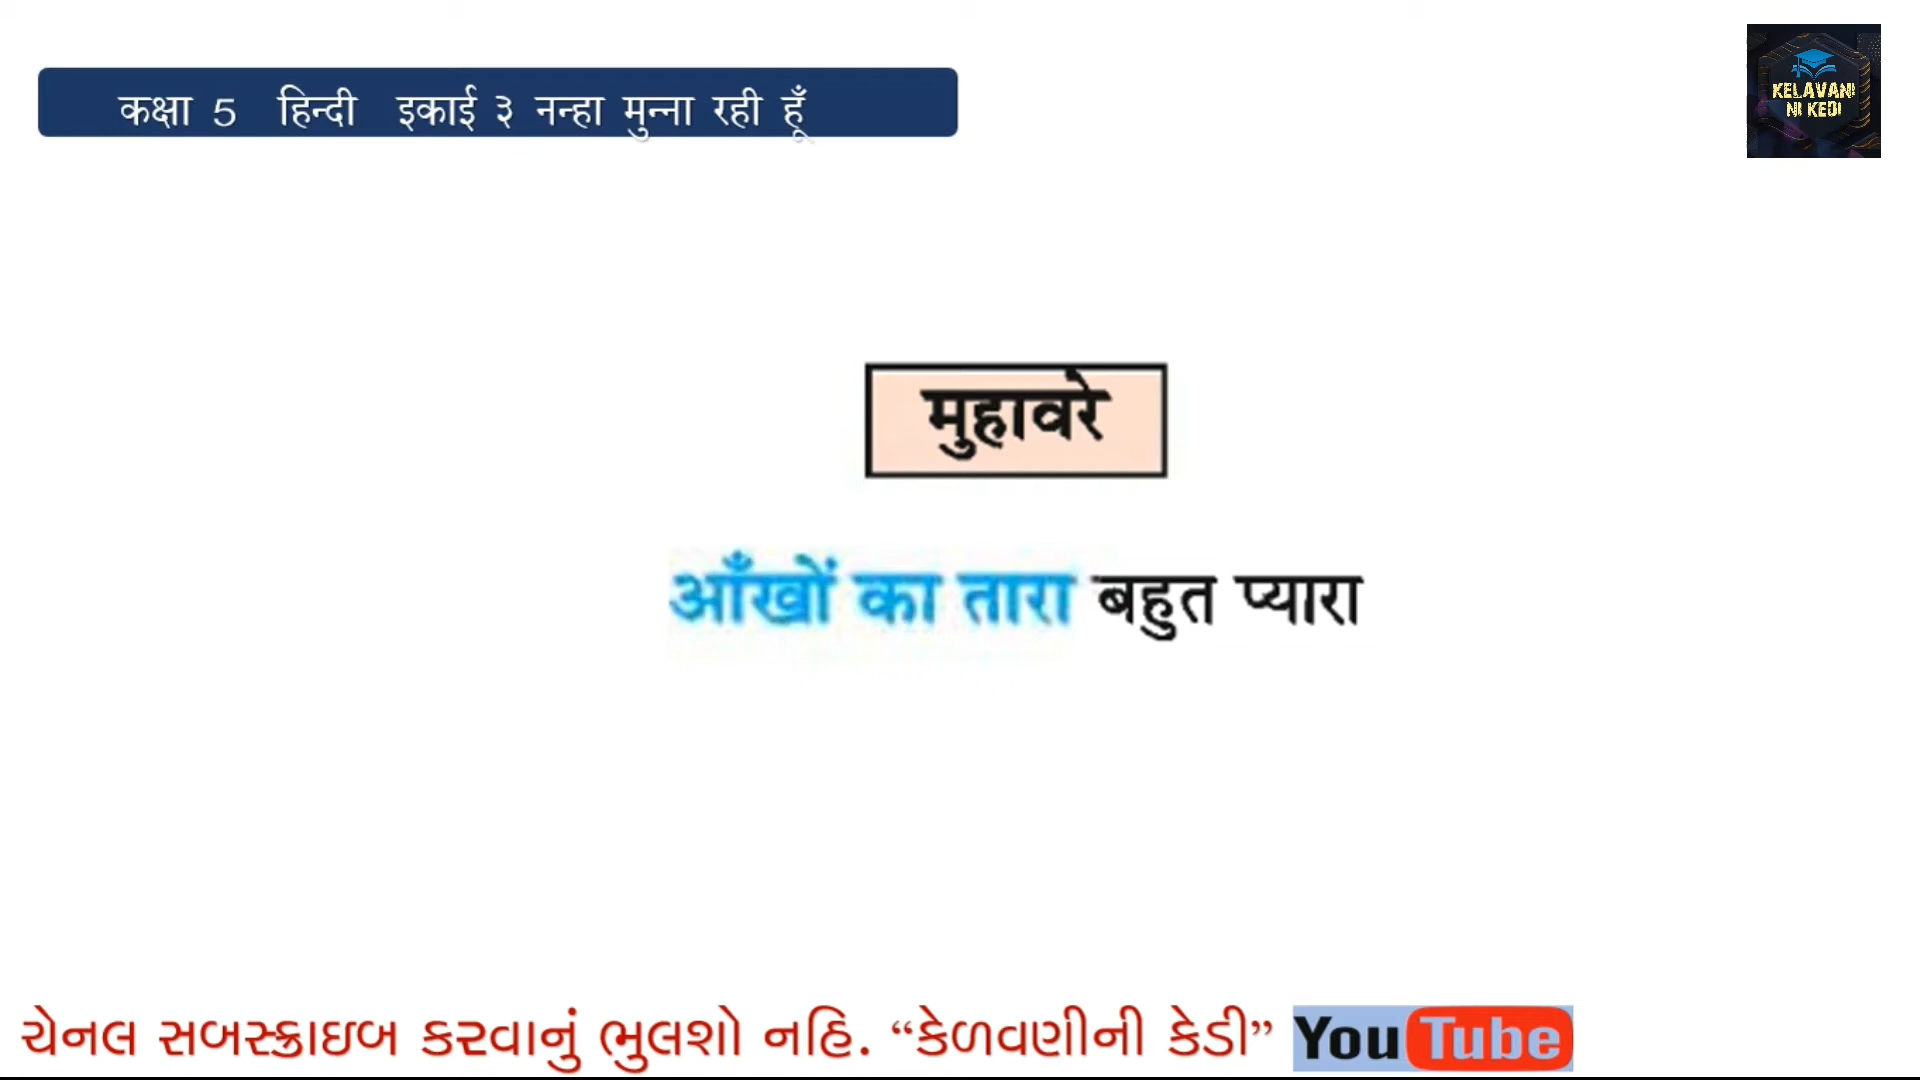 कक्षा 5 हिन्दी इकाई ३ नन्हा मुन्ना रही हूँ
KELAVANI
NI KEDI
मुहावरे
आँखों का तारा बहुत प्यारा
ચેનલ સબસ્ક્રાઇબ કરવાનું ભુલશો નહિ. “કેળવણીની કેડી” YouTube